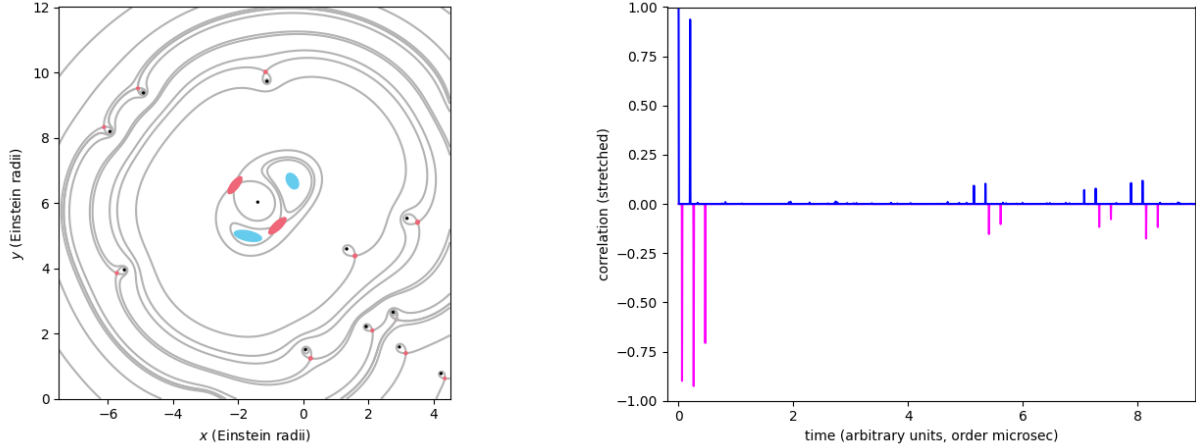 12
10
8
6
4
2
0
y (Einstein radii)
−6 −4 −2 0 2 4
x (Einstein radii)
1.00
0.75
0.50
0.25
0.00
−0.25
−0.50
−0.75
−1.00
correlation (stretched)
0 2 4 6 8
time (arbitrary units, order microsec)